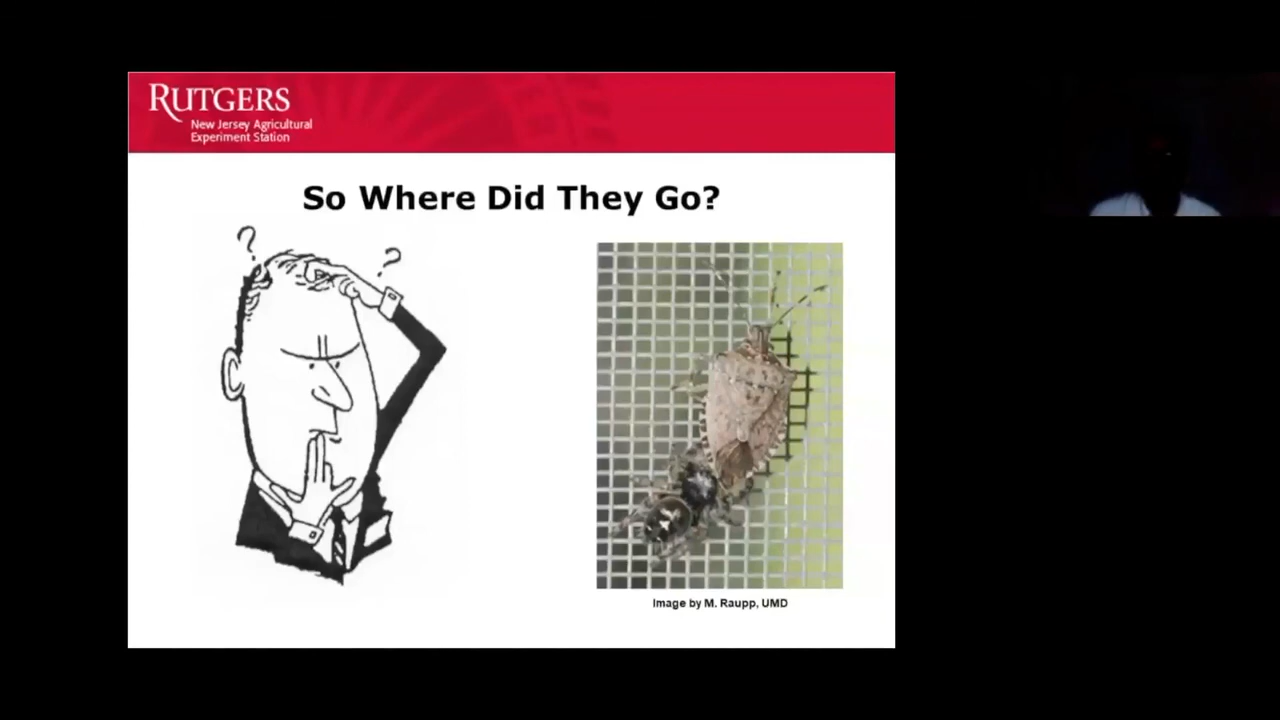 RUTGERS
New Jersey Agricultural
Experiment Station
So Where Did They Go?
? ?
Image by M. Raupp, UMD